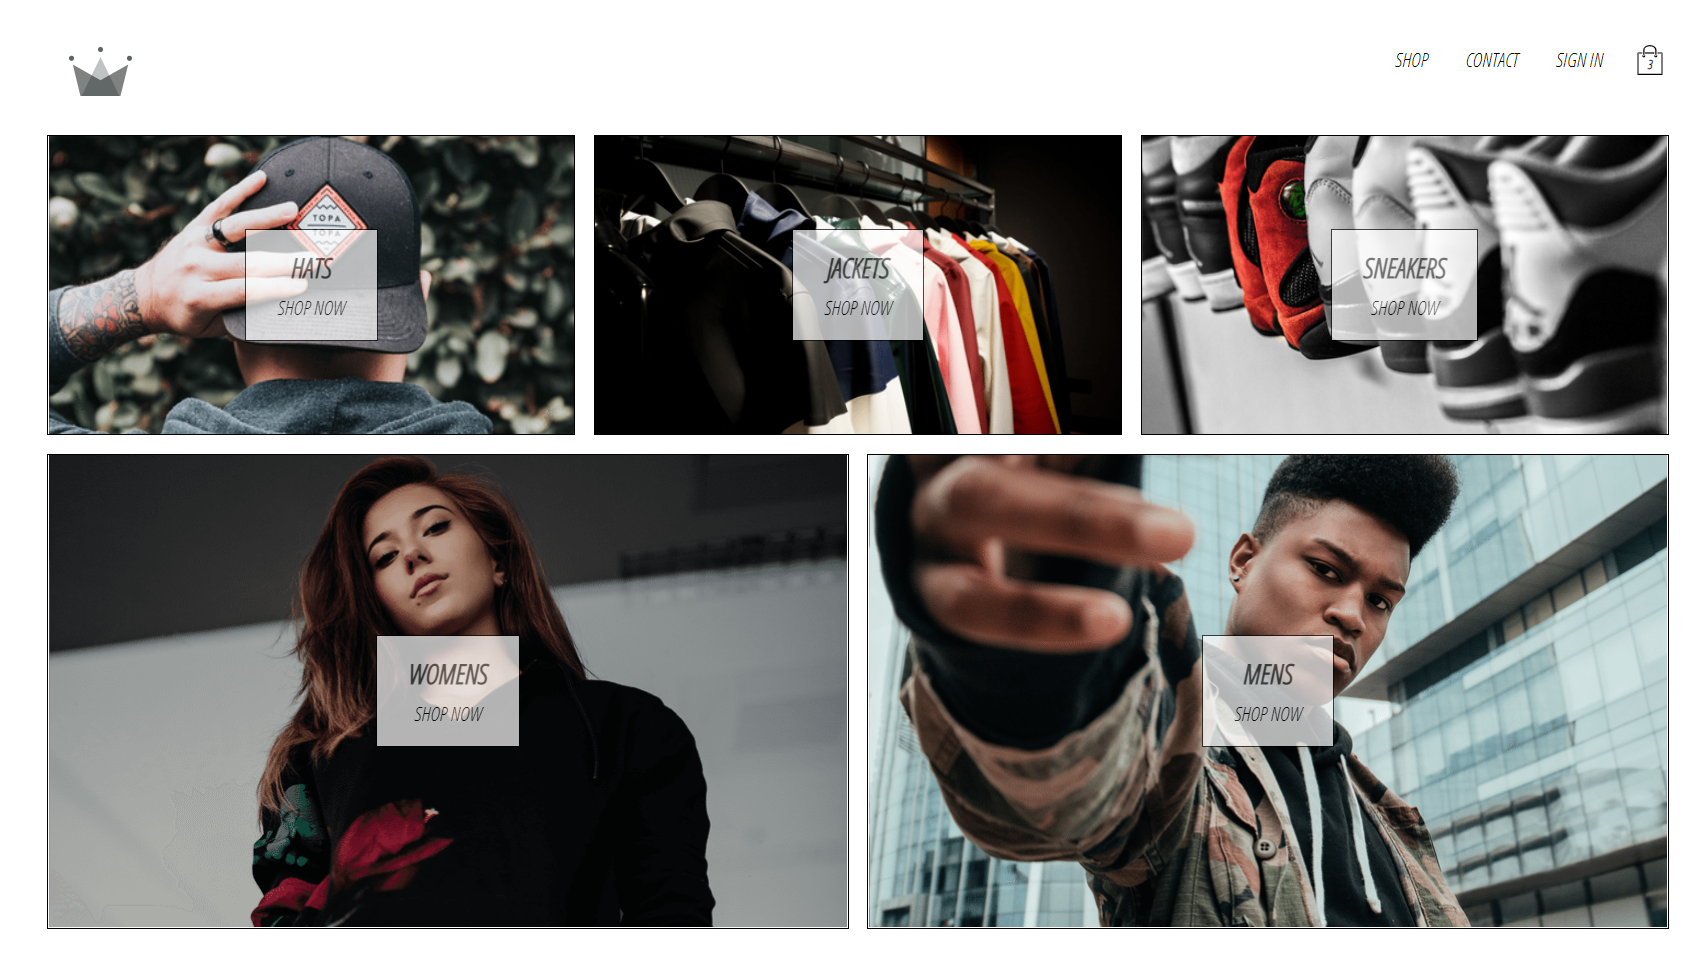 SHOP
CONTACT
SIGN IN
3
TOPA
TOPA
HATS
SHOP NOW
JACKETS
SHOP NOW
SNEAKERS
SHOP NOW
WOMENS
SHOP NOW
MENS
SHOP NOW